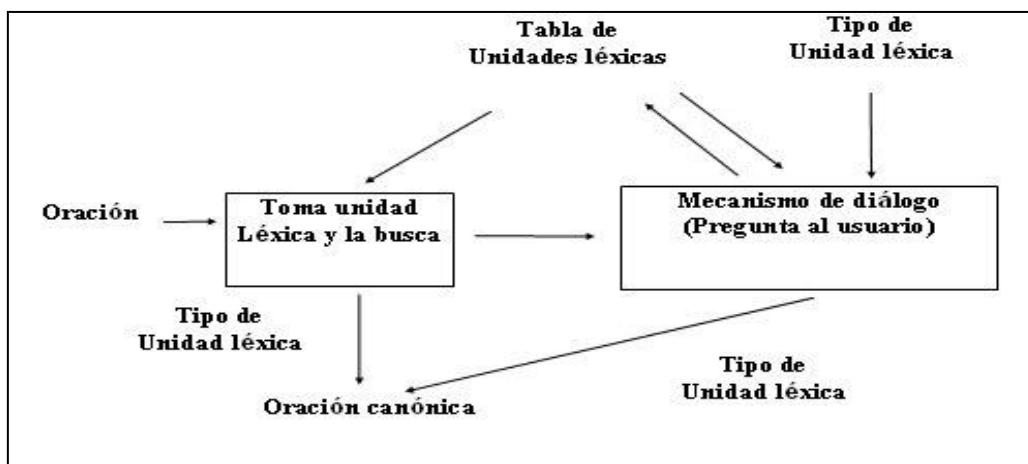 Tabla de
Unidades léxicas
Tipo de
Unidad léxica
Oración
Toma unidad
Léxica y la busca
Mecanismo de diálogo
(Pregunta al usuario)
Tipo de
Unidad léxica
Tipo de
Unidad léxica
Oración canónica